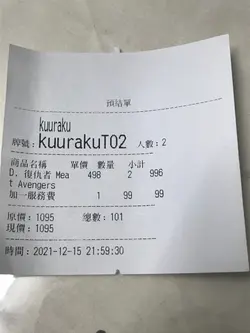 預結單
kuuraku
牌號：kuurakuT02 人數：2
商品名稱 單價 數量 小計
D. 復仇者 Mea 498 2 996
t Avengers
加一服務費 1 99 99
原價：1095 總數：101
現價：1095
時間：2021-12-15 21:59:30